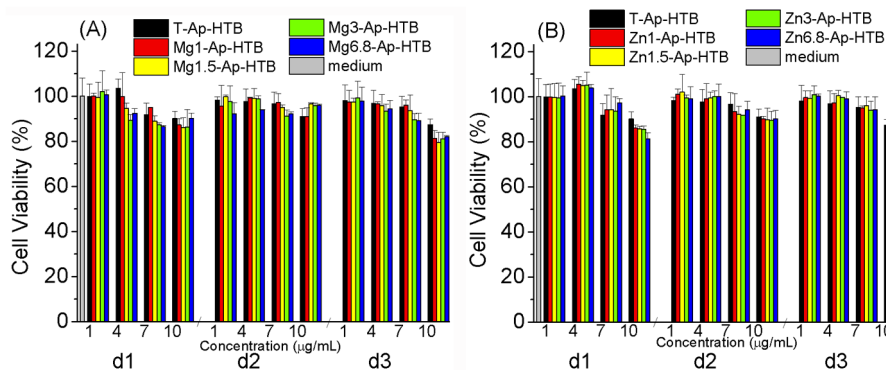 (A)
T-Ap-HTB
Mg1-Ap-HTB
Mg1.5-Ap-HTB
Mg3-Ap-HTB
Mg6.8-Ap-HTB
medium
Cell Viability (%)
120
100
80
60
40
20
0
1 4 7 10 1 4 7 10 1 4 7 10
Concentration (μg/mL)
d1 d2 d3
(B)
T-Ap-HTB
Zn1-Ap-HTB
Zn1.5-Ap-HTB
Zn3-Ap-HTB
Zn6.8-Ap-HTB
medium
Cell Viability (%)
120
100
80
60
40
20
0
1 4 7 10 1 4 7 10 1 4 7
Concentration (μg/mL)
d1 d2 d3